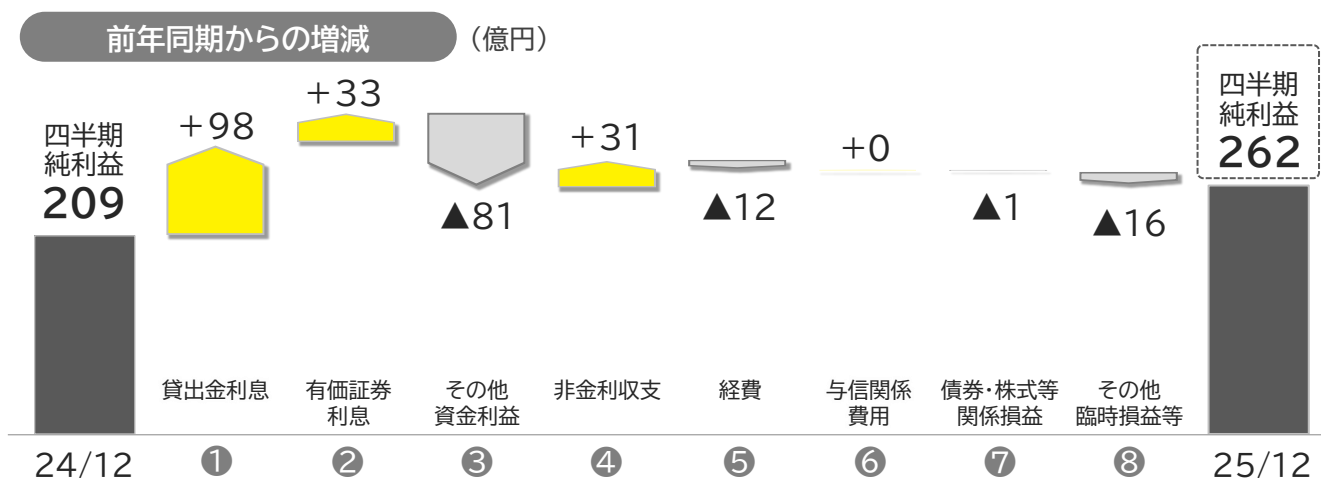 前年同期からの増減 （億円）
四半期
純利益
209
+98
+33
▲81
+31
▲12
+0
▲1
▲16
四半期
純利益
262
貸出金利息
有価証券
利息
その他
資金利益
非金利収支
経費
与信関係
費用
債券・株式等
関係損益
その他
臨時損益等
24/12 ❶ ❷ ❸ ❹ ❺ ❻ ❼ ❽ 25/12